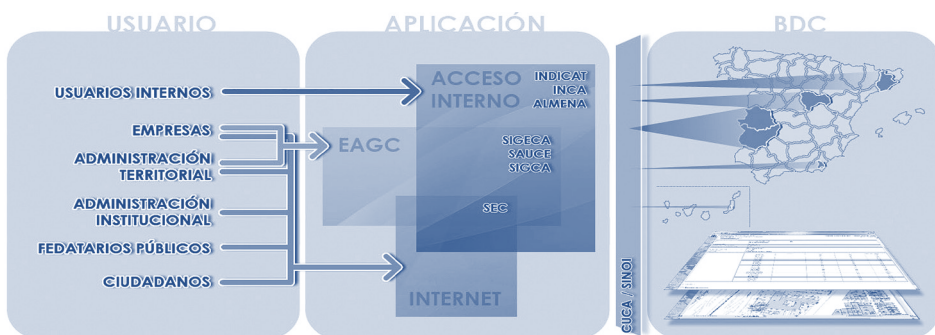 USUARIO
APLICACIÓN
BDC
USUARIOS INTERNOS
EMPRESAS
ADMINISTRACIÓN
TERRITORIAL
ADMINISTRACIÓN
INSTITUCIONAL
FEDATARIOS PÚBLICOS
CIUDADANOS
ACCESO
INTERNO
INDICAT
INCA
ALMENA
EAGC
SIGECA
SAUCE
SIGCA
SEC
INTERNET
CUCA / SINOI